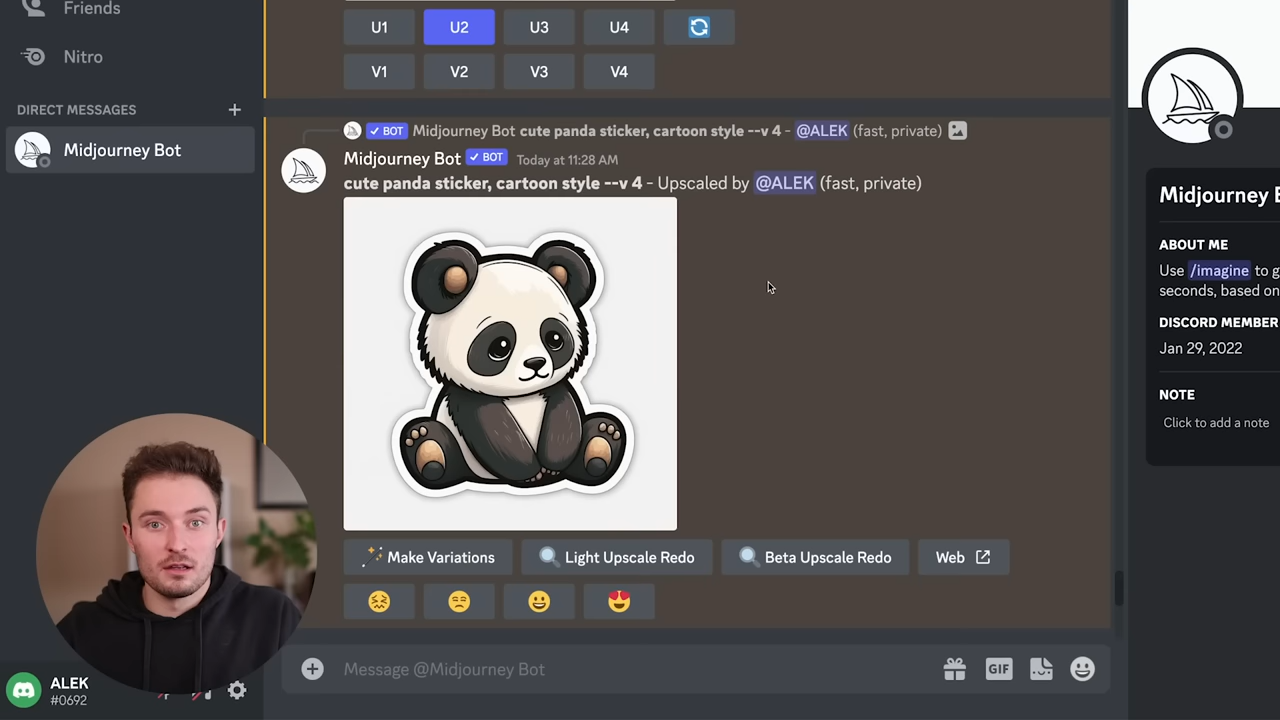 Friends
Nitro
DIRECT MESSAGES
Midjourney Bot
U1 U2 U3 U4
V1 V2 V3 V4
BOT Midjourney Bot cute panda sticker, cartoon style --v 4 - @ALEK (fast, private)
Midjourney Bot BOT Today at 11:28 AM
cute panda sticker, cartoon style --v 4 - Upscaled by @ALEK (fast, private)
Make Variations Light Upscale Redo Beta Upscale Redo Web
Message @Midjourney Bot
GIF
ALEK
#0692
Midjourney
ABOUT ME
Use /imagine to g
seconds, based on
DISCORD MEMBER
Jan 29, 2022
NOTE
Click to add a note